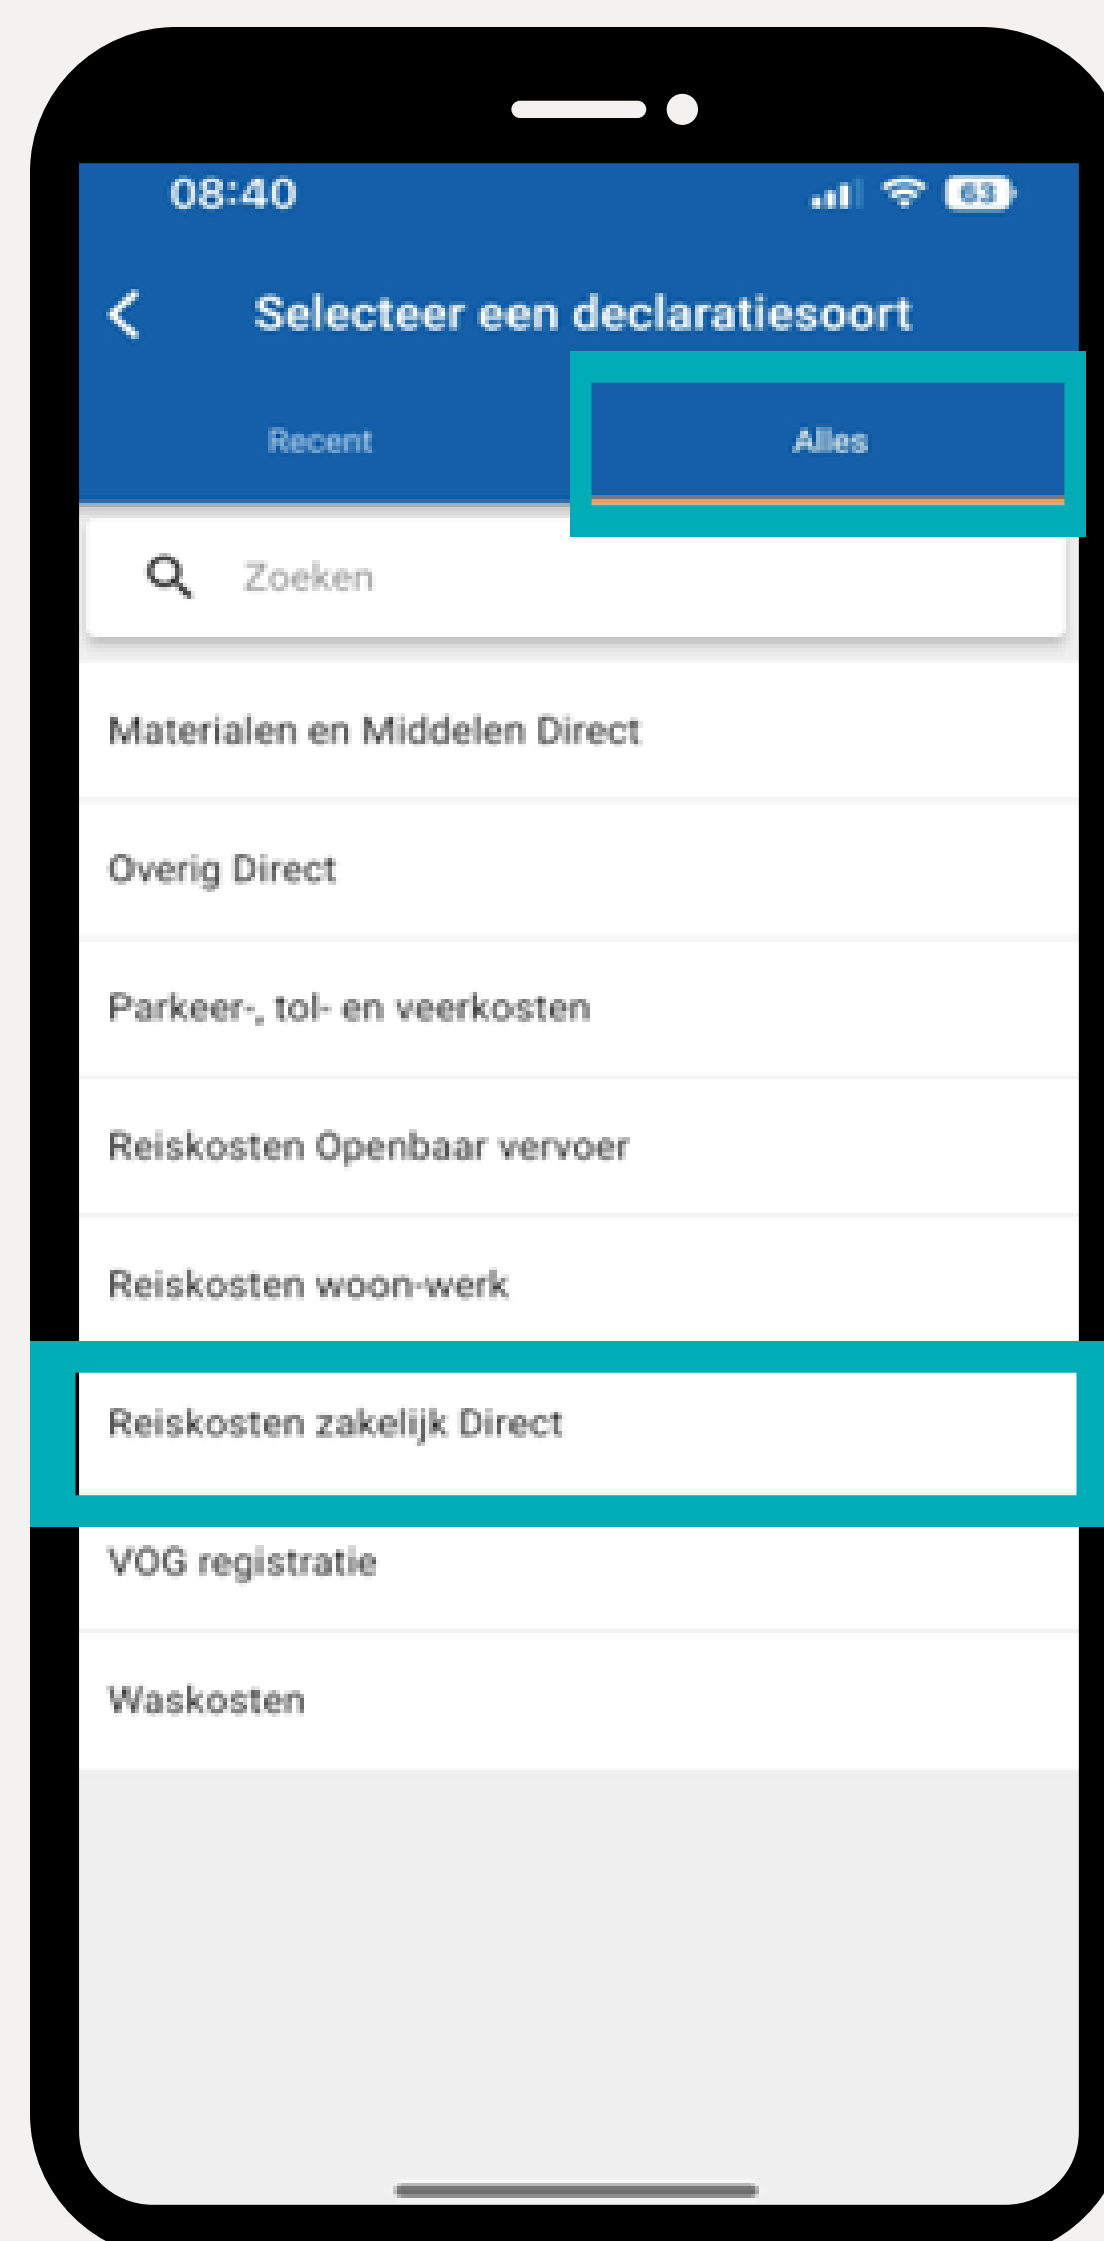 08:40
63
Selecteer een declaratiesoort
Recent
Alles
Zoeken
Materialen en Middelen Direct
Overig Direct
Parkeer-, tol- en veerkosten
Reiskosten Openbaar vervoer
Reiskosten woon-werk
Reiskosten zakelijk Direct
VOG registratie
Waskosten